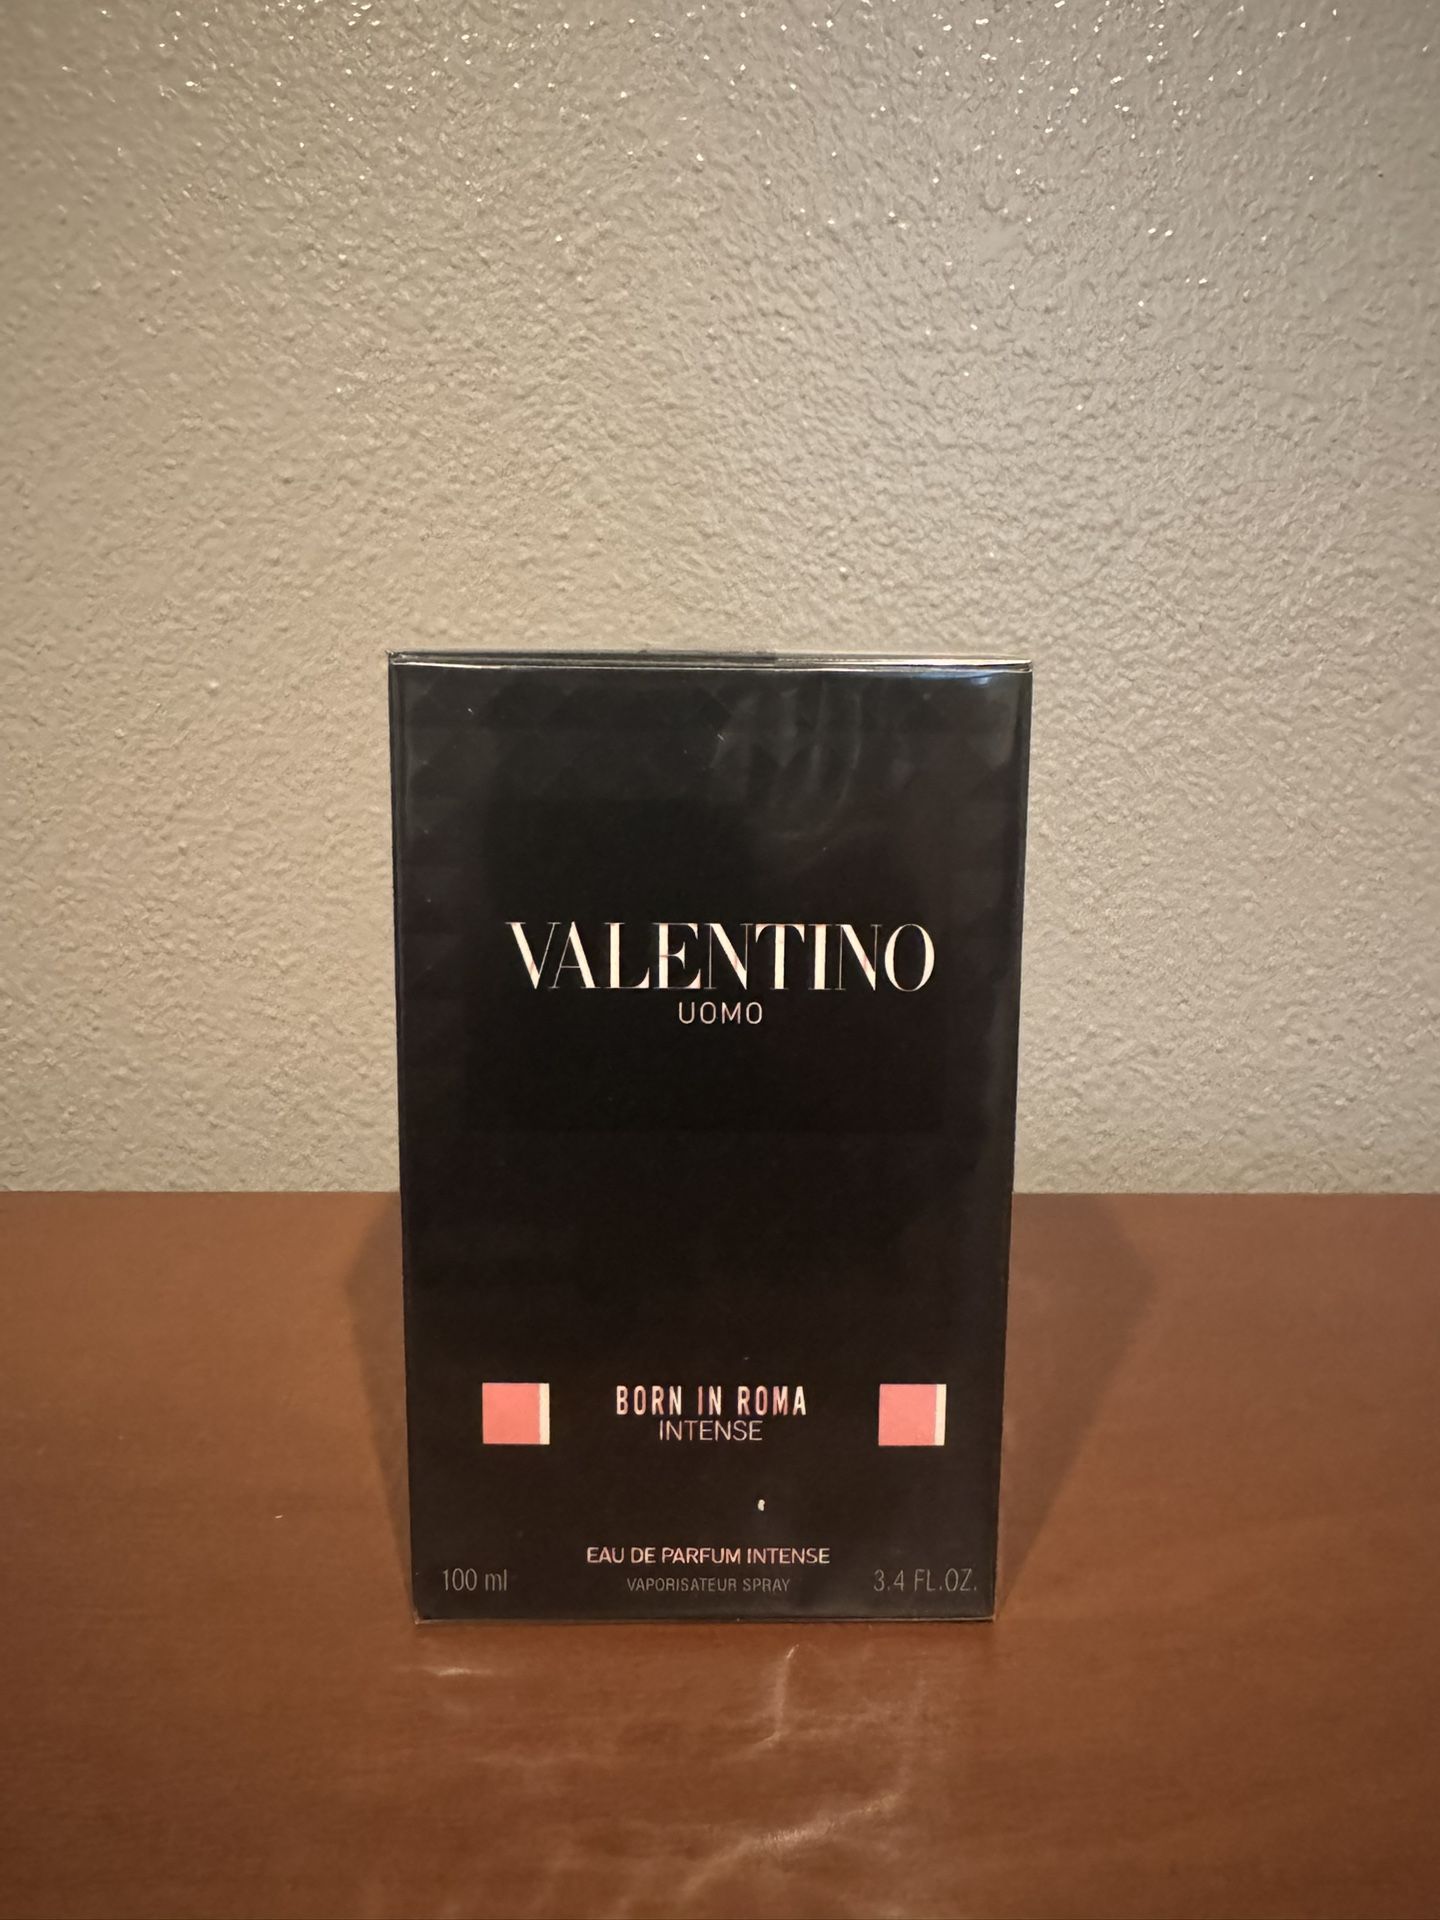 VALENTINO
UOMO
BORN IN ROMA
INTENSE
EAU DE PARFUM INTENSE
100 ml VAPORISATEUR SPRAY 3.4 FL.OZ.